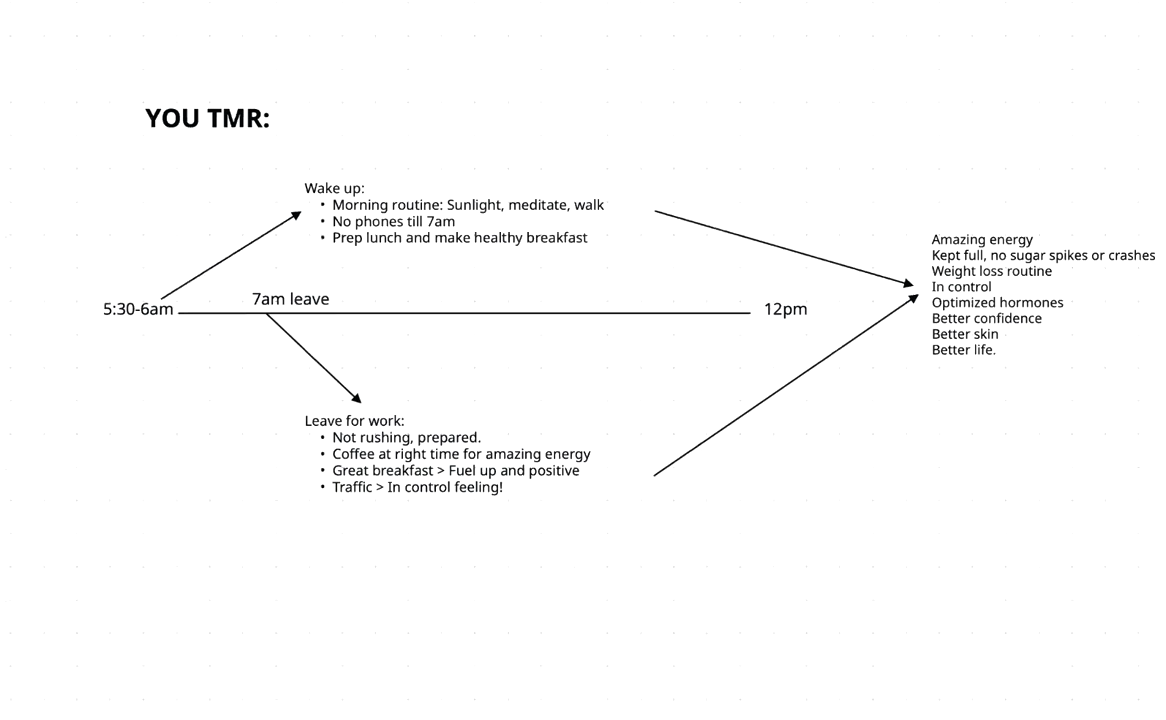 YOU TMR:
Wake up:
• Morning routine: Sunlight, meditate, walk
• No phones till 7am
• Prep lunch and make healthy breakfast
5:30-6am
7am leave
12pm
Leave for work:
• Not rushing, prepared.
• Coffee at right time for amazing energy
• Great breakfast > Fuel up and positive
• Traffic > In control feeling!
Amazing energy
Kept full, no sugar spikes or crashes
Weight loss routine
In control
Optimized hormones
Better confidence
Better skin
Better life.